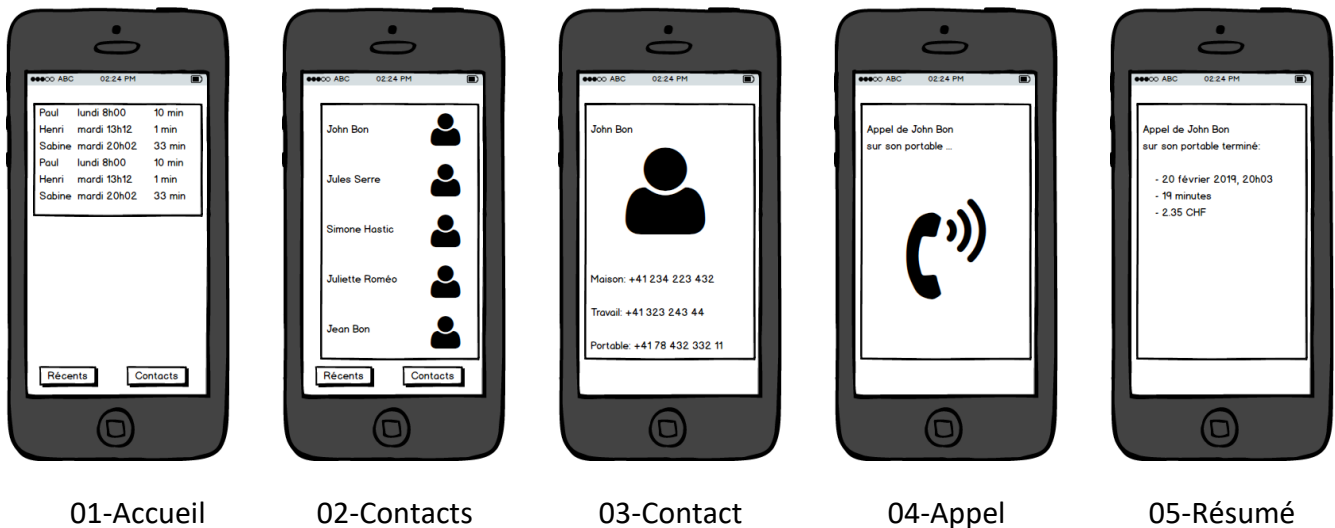 ●●●○○ ABC 02:24 PM
Paul lundi 8h00 10 min
Henri mardi 13h12 1 min
Sabine mardi 20h02 33 min
Paul lundi 8h00 10 min
Henri mardi 13h12 1 min
Sabine mardi 20h02 33 min
Récents Contacts
01-Accueil
●●●○○ ABC 02:24 PM
John Bon
Jules Serre
Simone Hastic
Juliette Roméo
Jean Bon
Récents Contacts
02-Contacts
●●●○○ ABC 02:24 PM
John Bon
Maison: +41 234 223 432
Travail: +41 323 243 44
Portable: +41 78 432 332 11
03-Contact
●●●○○ ABC 02:24 PM
Appel de John Bon
sur son portable ...
04-Appel
●●●○○ ABC 02:24 PM
Appel de John Bon
sur son portable terminé:
- 20 février 2019, 20h03
- 19 minutes
- 2.35 CHF
05-Résumé